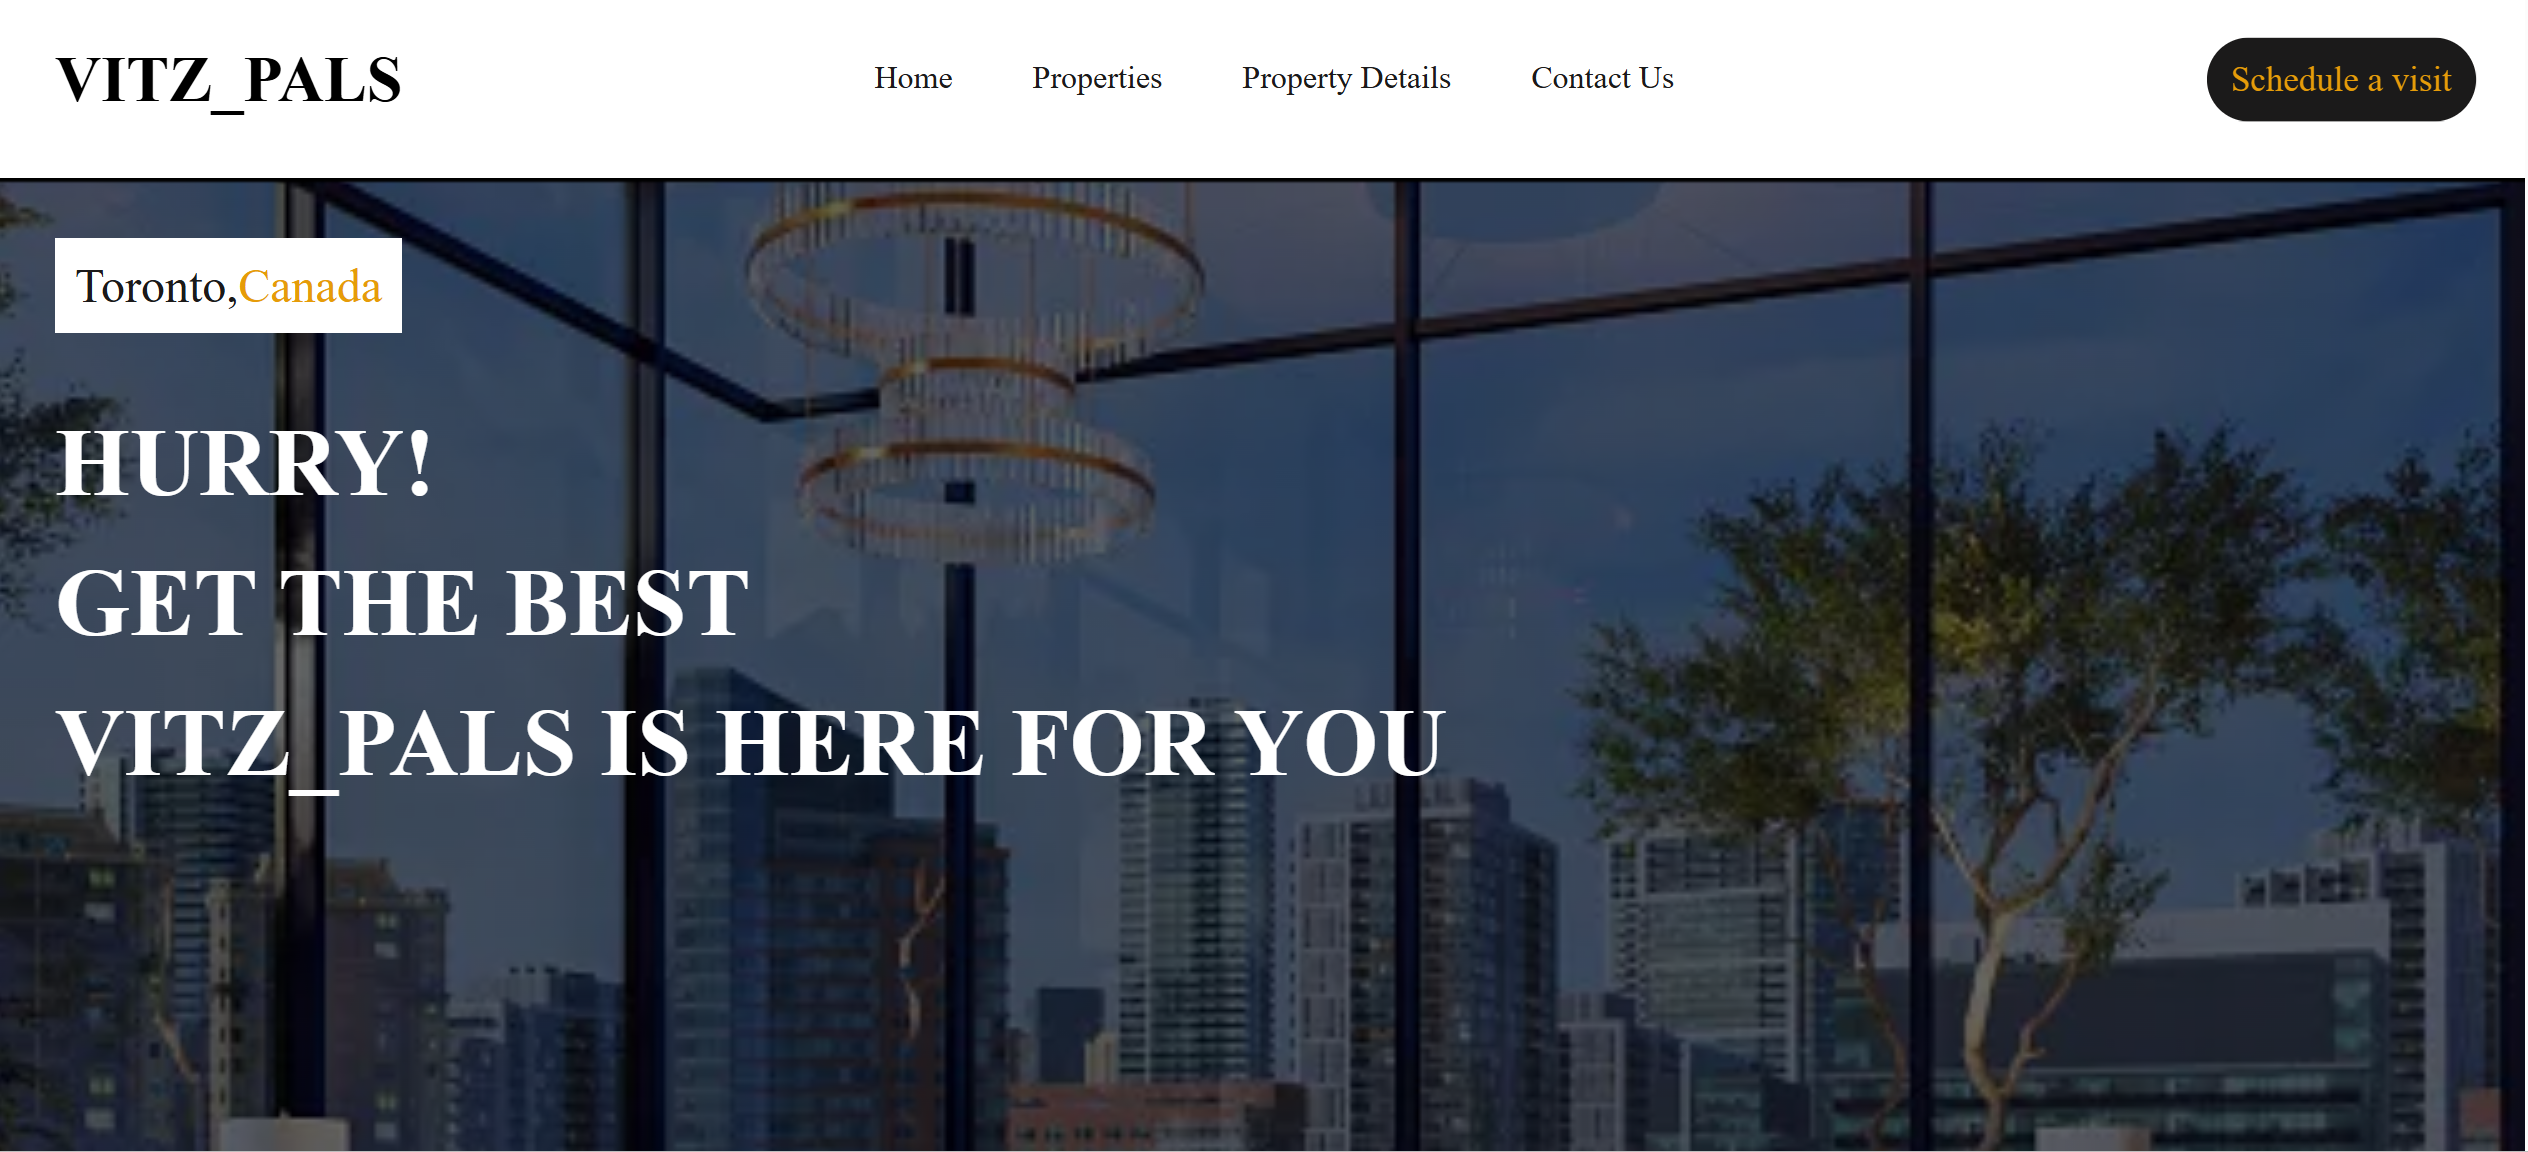 VITZ_PALS
Home Properties Property Details Contact Us
Schedule a visit
Toronto,Canada
HURRY!
GET THE BEST
VITZ_PALS IS HERE FOR YOU